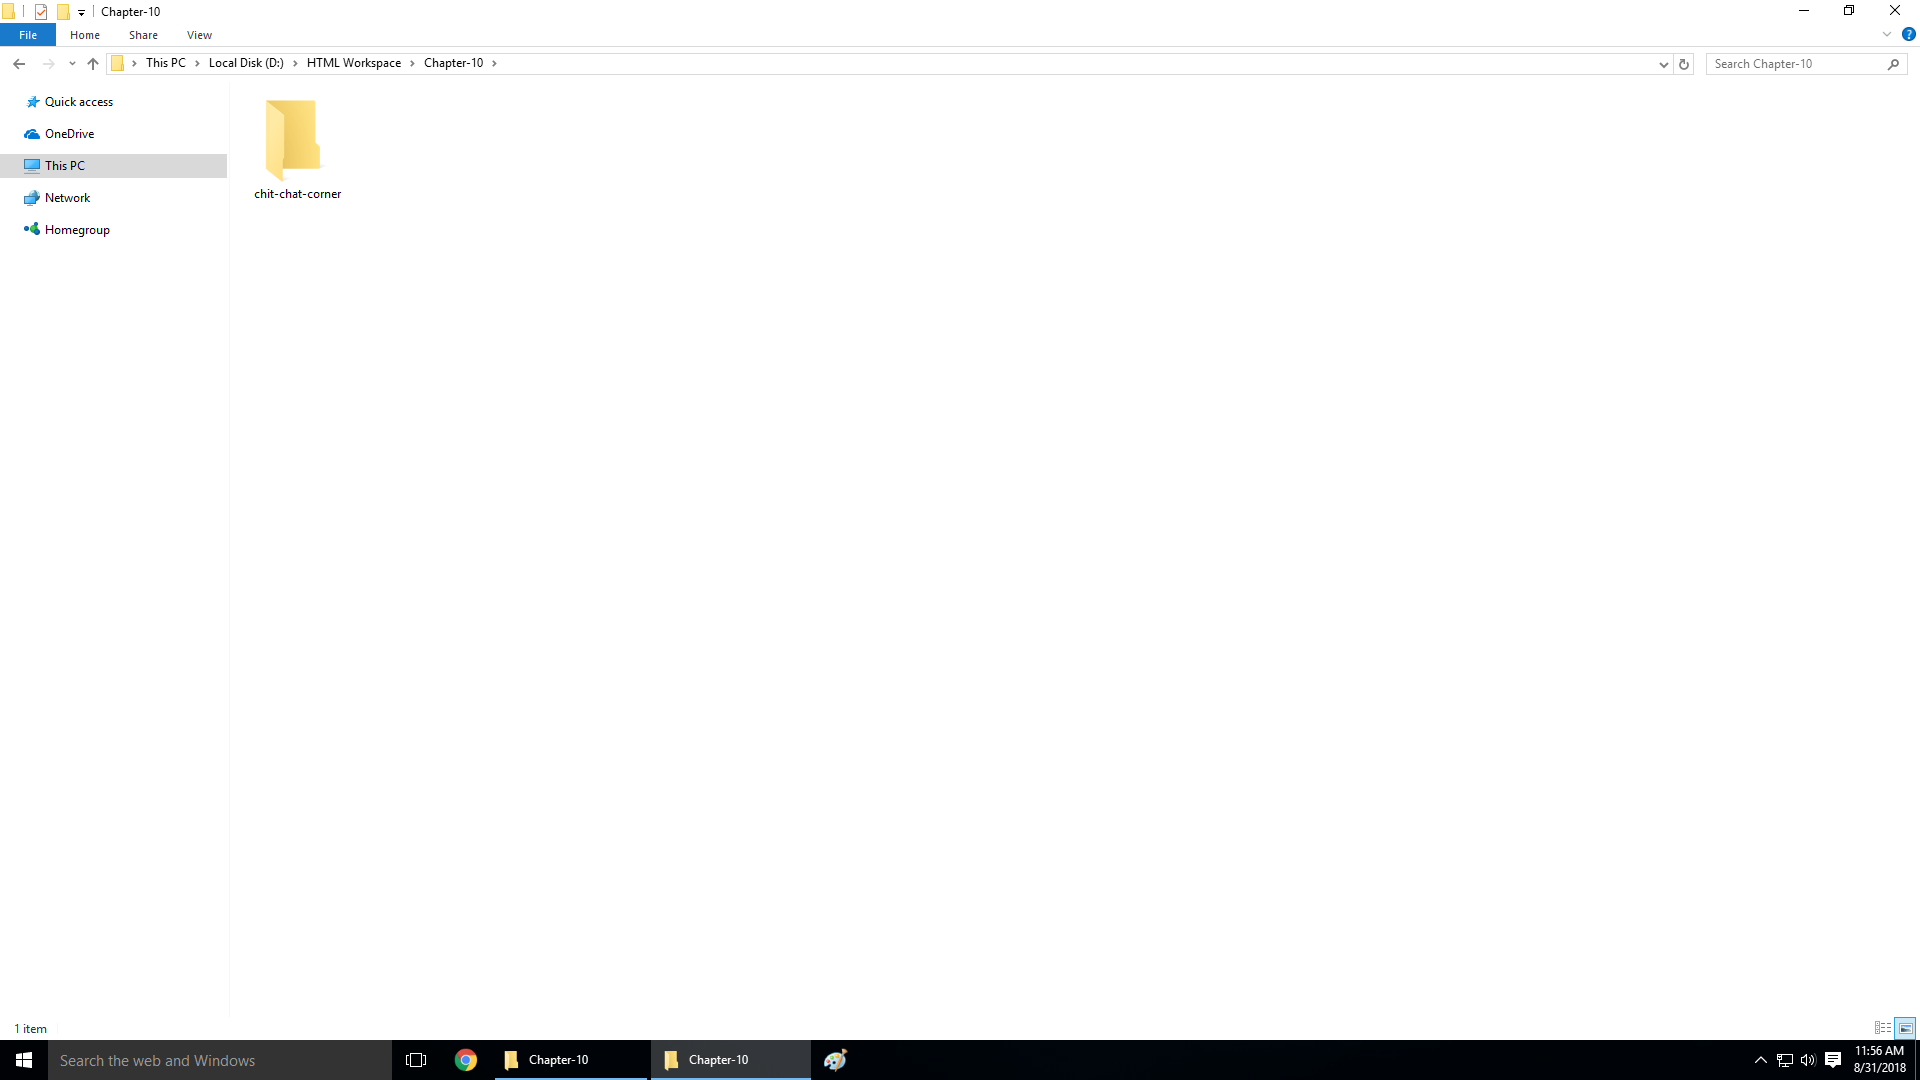 Chapter-10
File Home Share View
This PC Local Disk (D:) HTML Workspace Chapter-10
Search Chapter-10
Quick access
OneDrive
This PC
Network
Homegroup
chit-chat-corner
1 item
Search the web and Windows
Chapter-10
Chapter-10
11:56 AM
8/31/2018